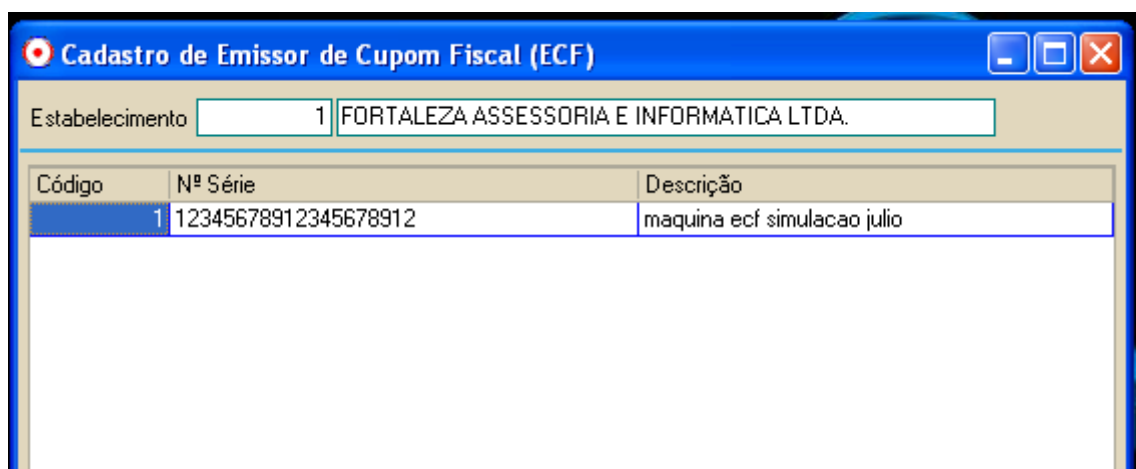 Cadastro de Emissor de Cupom Fiscal (ECF)
Estabelecimento 1 FORTALEZA ASSESSORIA E INFORMATICA LTDA.
Código Nº Série Descrição
1 12345678912345678912 maquina ecf simulacao julio